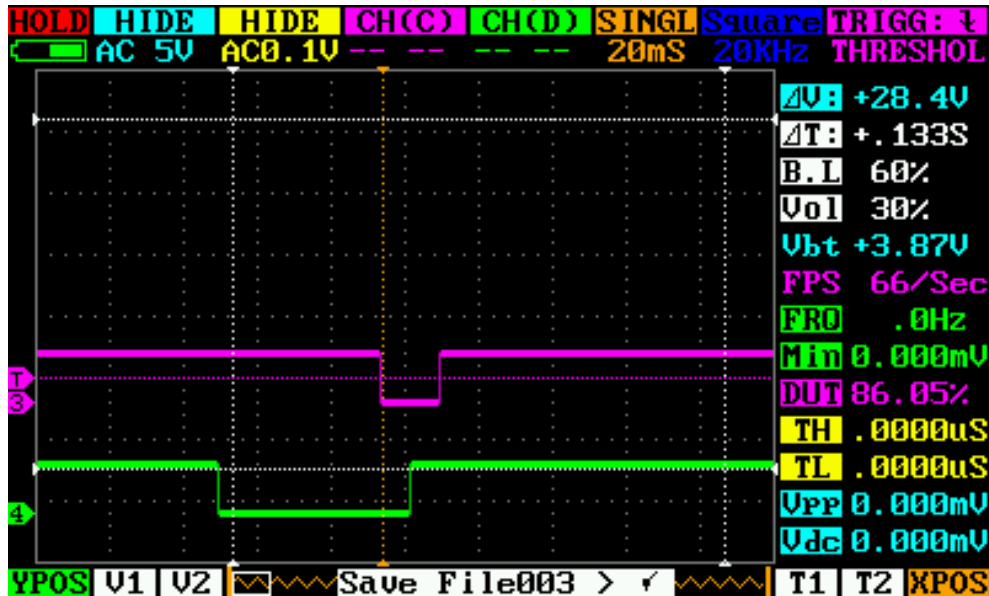 HOLD HIDE HIDE CH(C) CH(D) SINGL Square TRIGG:
AC 5V AC0.1V -- -- -- -- 20mS 20KHz THRESHOL
⊿V: +28.4V
⊿T: +.133S
B.L 60%
Vol 30%
Vbt +3.87V
FPS 66/Sec
FRQ .0Hz
Min 0.000mV
T
DUT 86.05%
3
TH .0000uS
TL .0000uS
Vpp 0.000mV
4
Vdc 0.000mV
YPOS V1 V2 Save File003 > ✓ T1 T2 XPOS